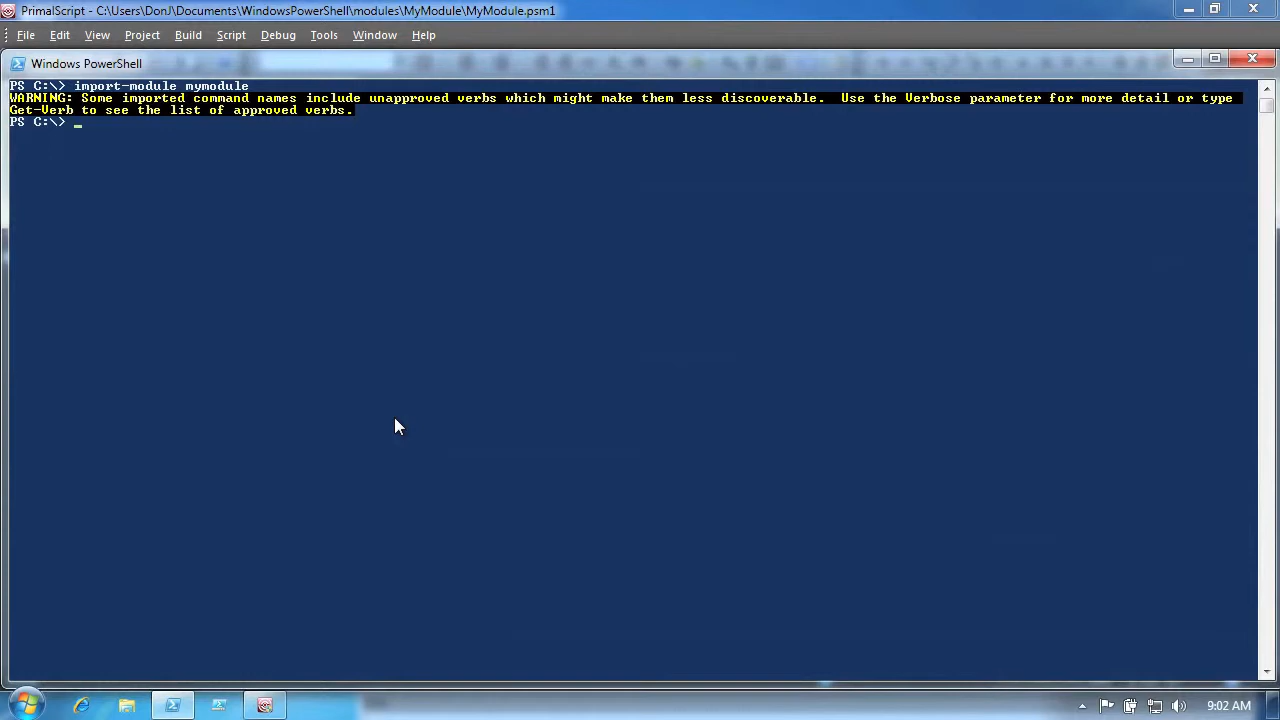 PrimalScript - C:\Users\DonJ\Documents\WindowsPowerShell\modules\MyModule\MyModule.psm1
File Edit View Project Build Script Debug Tools Window Help
Windows PowerShell
PS C:\> import-module mymodule
WARNING: Some imported command names include unapproved verbs which might make them less discoverable.  Use the Verbose parameter for more detail or type
Get-Verb to see the list of approved verbs.
PS C:\> _
9:02 AM